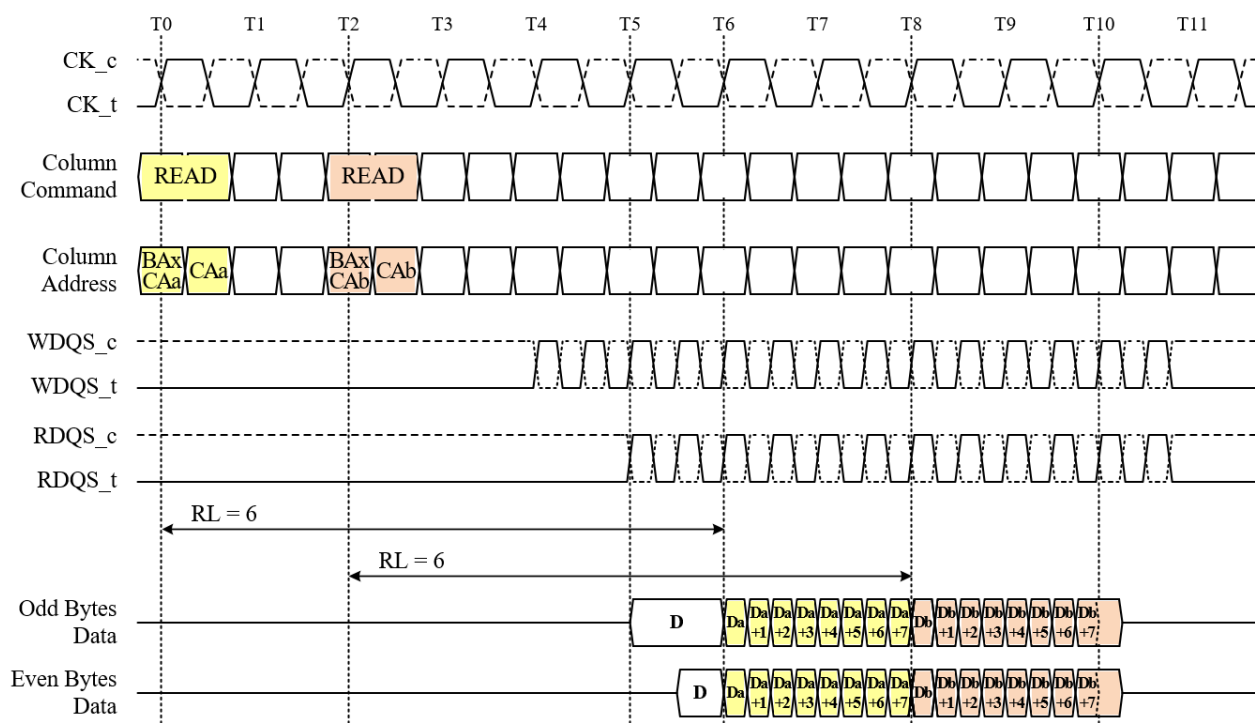 T0 T1 T2 T3 T4 T5 T6 T7 T8 T9 T10 T11
CK_c
CK_t
Column
Command
READ READ
Column
Address
BAx
CAa
CAa
BAx
CAb
CAb
WDQS_c
WDQS_t
RDQS_c
RDQS_t
RL = 6
RL = 6
Odd Bytes
Data
D
Da
Da
+1
Da
+2
Da
+3
Da
+4
Da
+5
Da
+6
Da
+7
Db
Db
+1
Db
+2
Db
+3
Db
+4
Db
+5
Db
+6
Db
+7
Even Bytes
Data
D
Da
Da
+1
Da
+2
Da
+3
Da
+4
Da
+5
Da
+6
Da
+7
Db
Db
+1
Db
+2
Db
+3
Db
+4
Db
+5
Db
+6
Db
+7